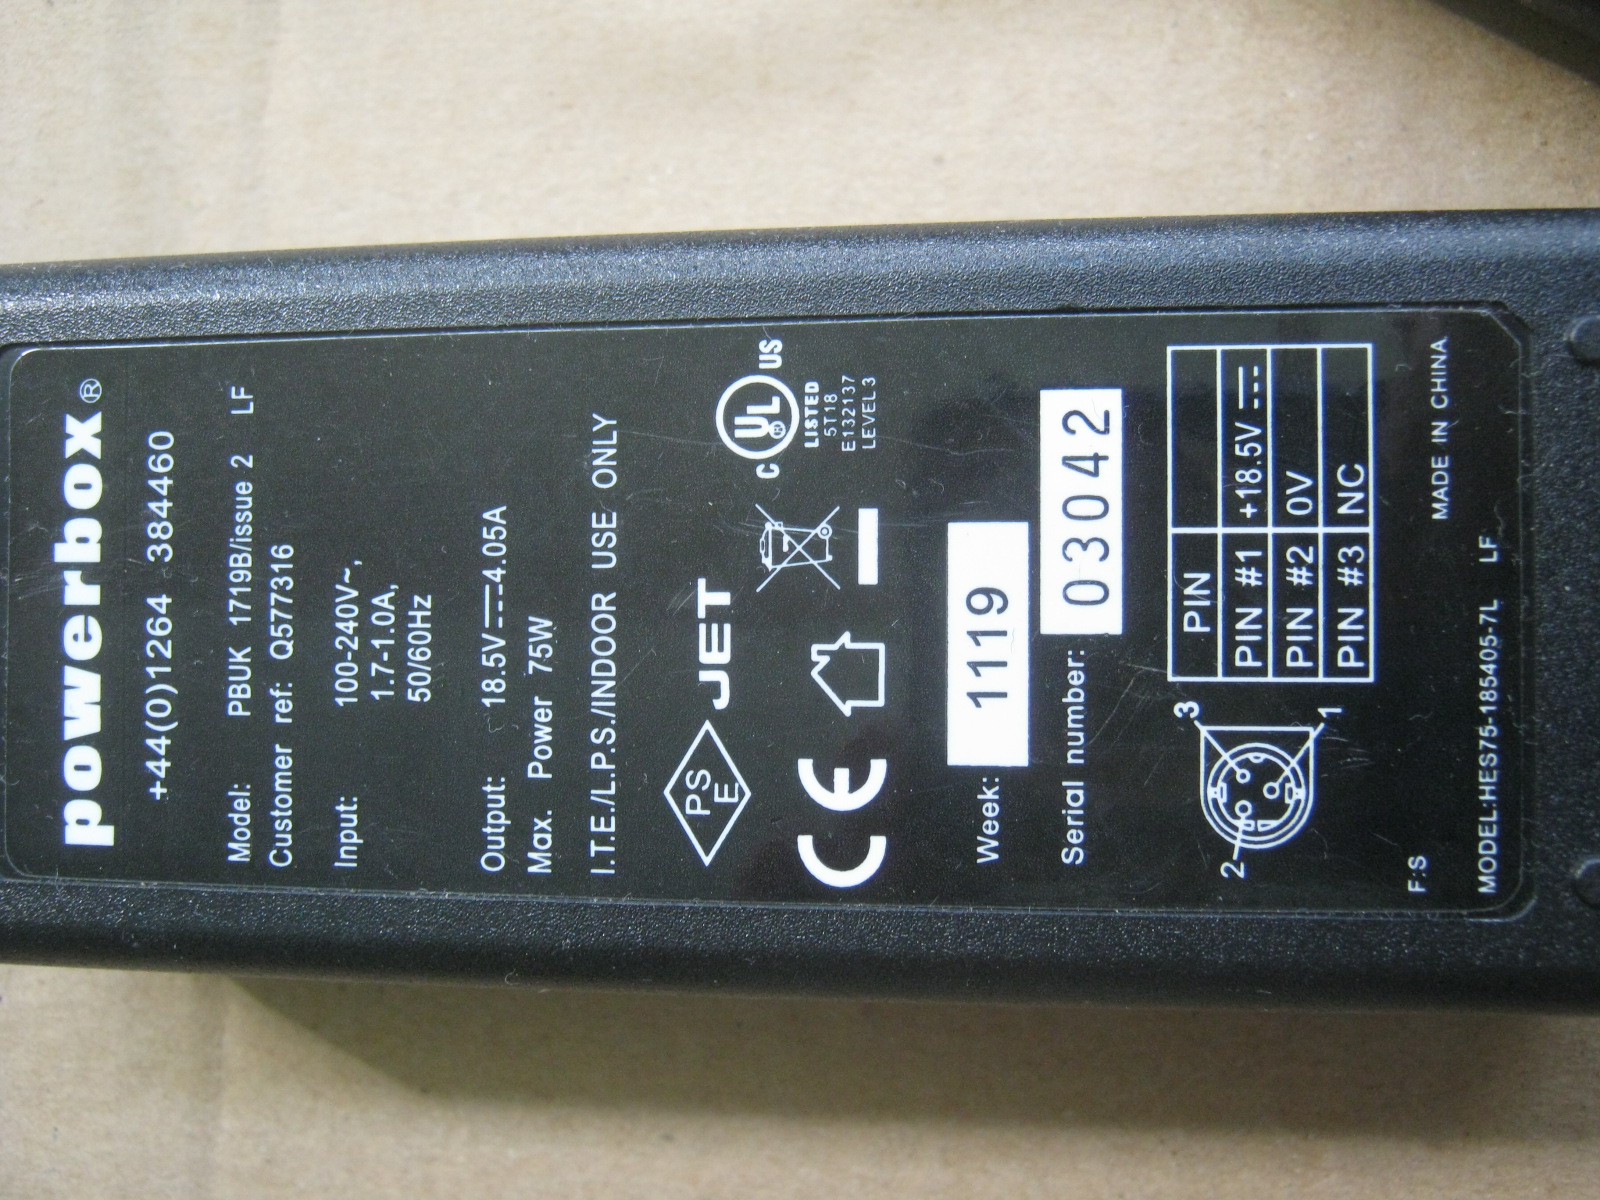 powerbox®
+44(0)1264 384460
Model: PBUK 1719B/issue 2 LF
Customer ref: Q577316
Input: 100-240V~,
1.7-1.0A,
50/60Hz
Output: 18.5V⎓4.05A
Max. Power 75W
I.T.E./L.P.S./INDOOR USE ONLY
PS
E
JET
C UL US
LISTED
5T18
E132137
LEVEL 3
CE
Week: 1119
Serial number: 03042
3
2
1
PIN
PIN #1 +18.5V⎓
PIN #2 0V
PIN #3 NC
F:S
MADE IN CHINA
MODEL:HES75-185405-7L LF